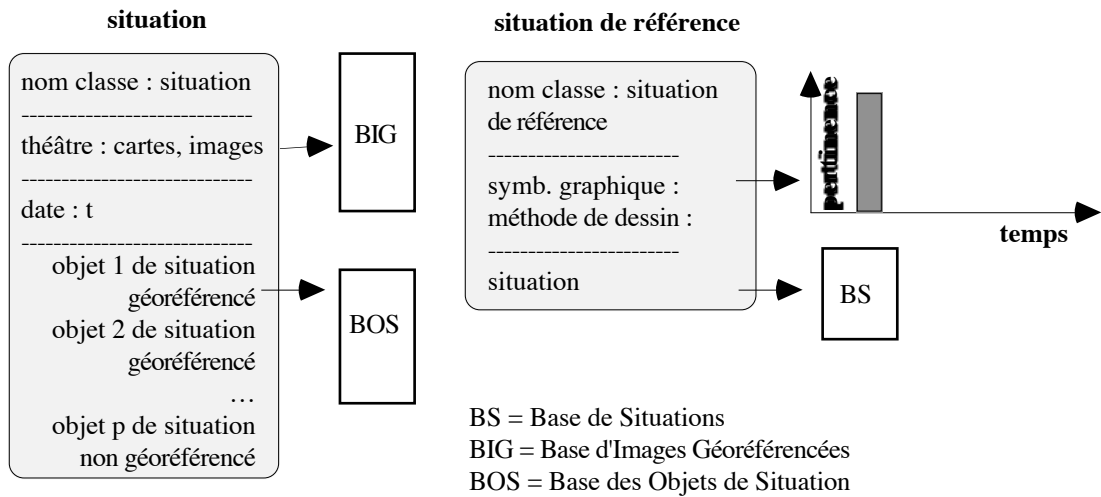 situation
nom classe : situation
-----------------------------
théâtre : cartes, images
-----------------------------
date : t
-----------------------------
objet 1 de situation
géoréférencé
objet 2 de situation
géoréférencé
…
objet p de situation
non géoréférencé
BIG
BOS
situation de référence
nom classe : situation
de référence
------------------------
symb. graphique :
méthode de dessin :
------------------------
situation
pertinence
temps
BS
BS = Base de Situations
BIG = Base d'Images Géoréférencées
BOS = Base des Objets de Situation